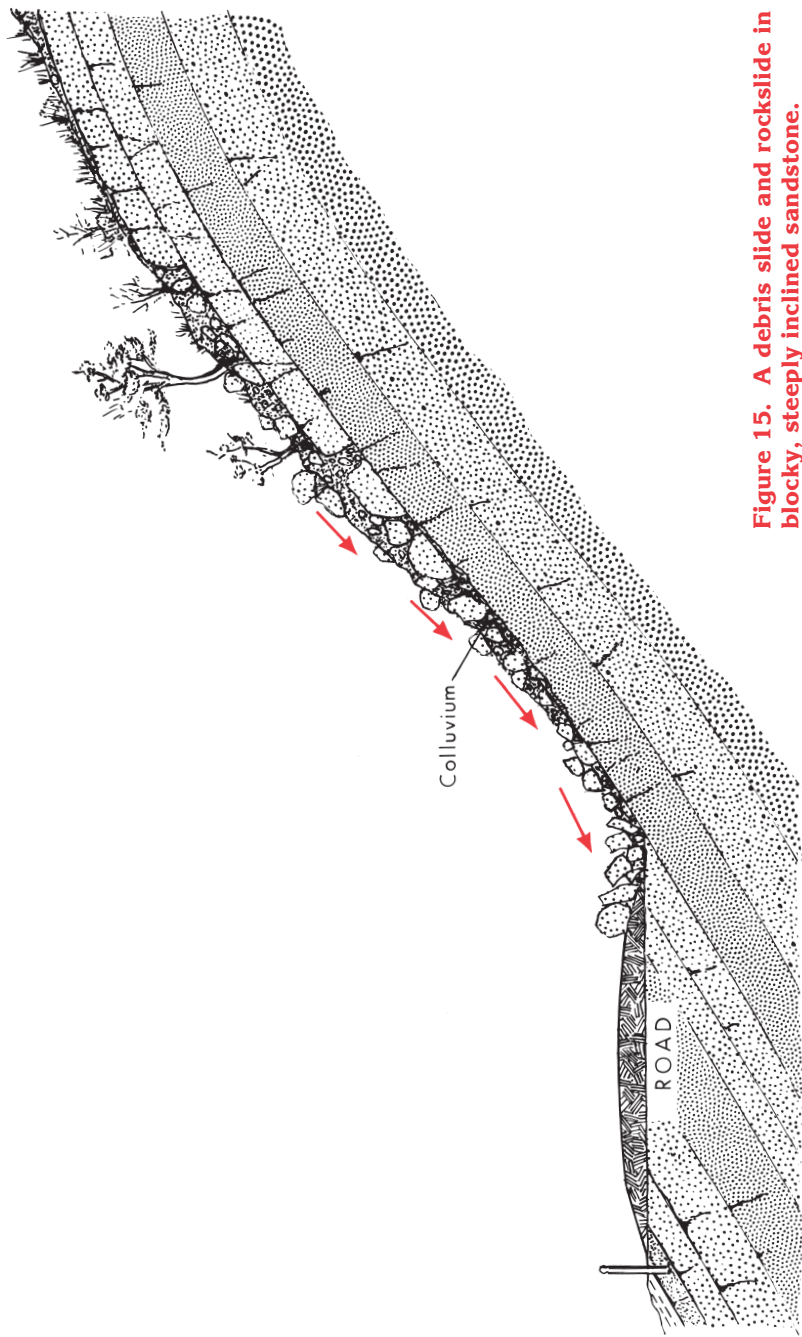 Colluvium
ROAD
Figure 15. A debris slide and rockslide in
blocky, steeply inclined sandstone.